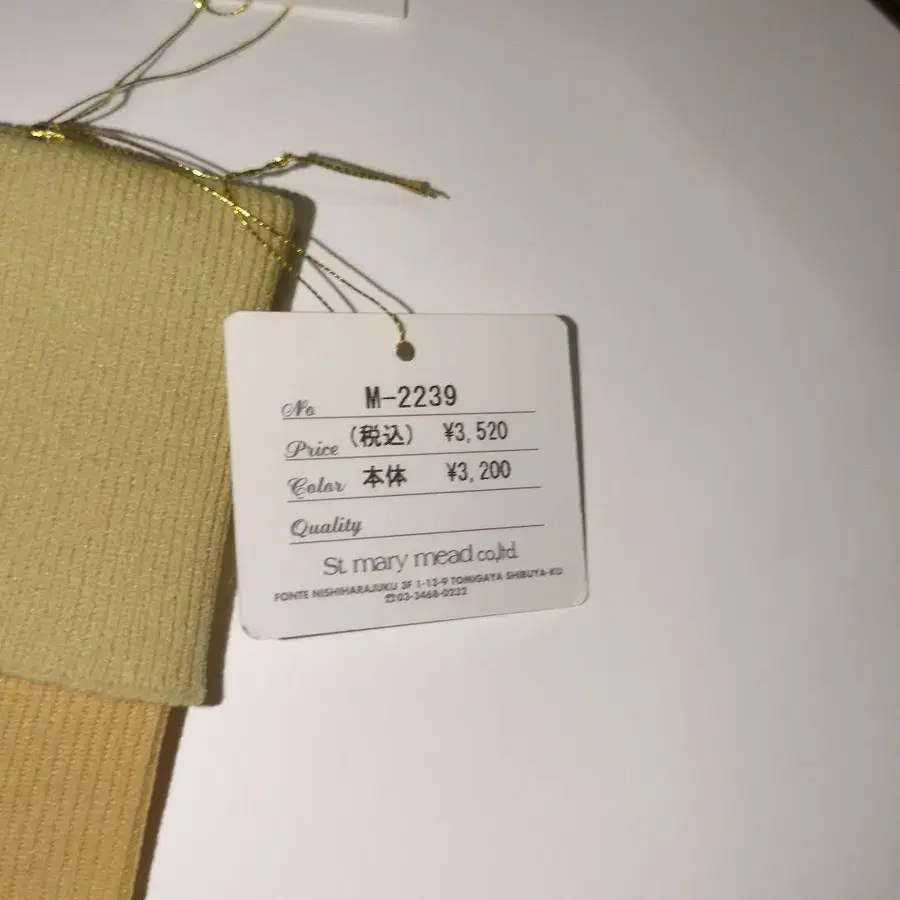 No. M-2239
Price (税込) ¥3,520
Color 本体 ¥3,200
Quality
St. mary mead co.,ltd.
FONTE NISHIHARAJUKU 3F 1-13-9 TOMIGAYA SHIBUYA-KU
☎03-3468-0232